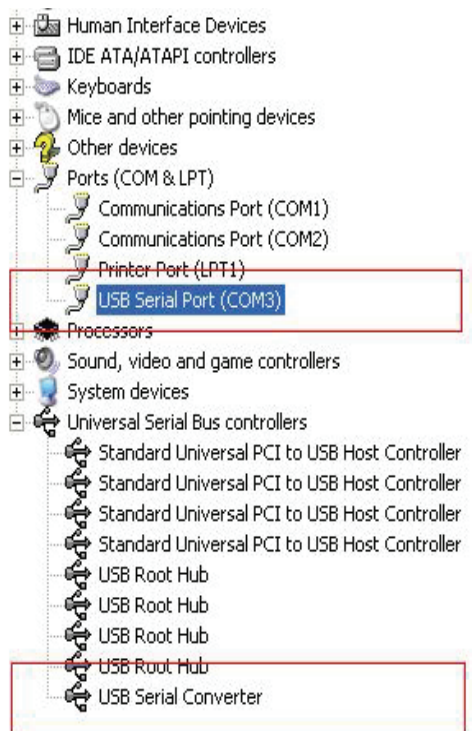 Human Interface Devices
IDE ATA/ATAPI controllers
Keyboards
Mice and other pointing devices
Other devices
Ports (COM & LPT)
Communications Port (COM1)
Communications Port (COM2)
Printer Port (LPT1)
USB Serial Port (COM3)
Processors
Sound, video and game controllers
System devices
Universal Serial Bus controllers
Standard Universal PCI to USB Host Controller
Standard Universal PCI to USB Host Controller
Standard Universal PCI to USB Host Controller
Standard Universal PCI to USB Host Controller
USB Root Hub
USB Root Hub
USB Root Hub
USB Root Hub
USB Serial Converter